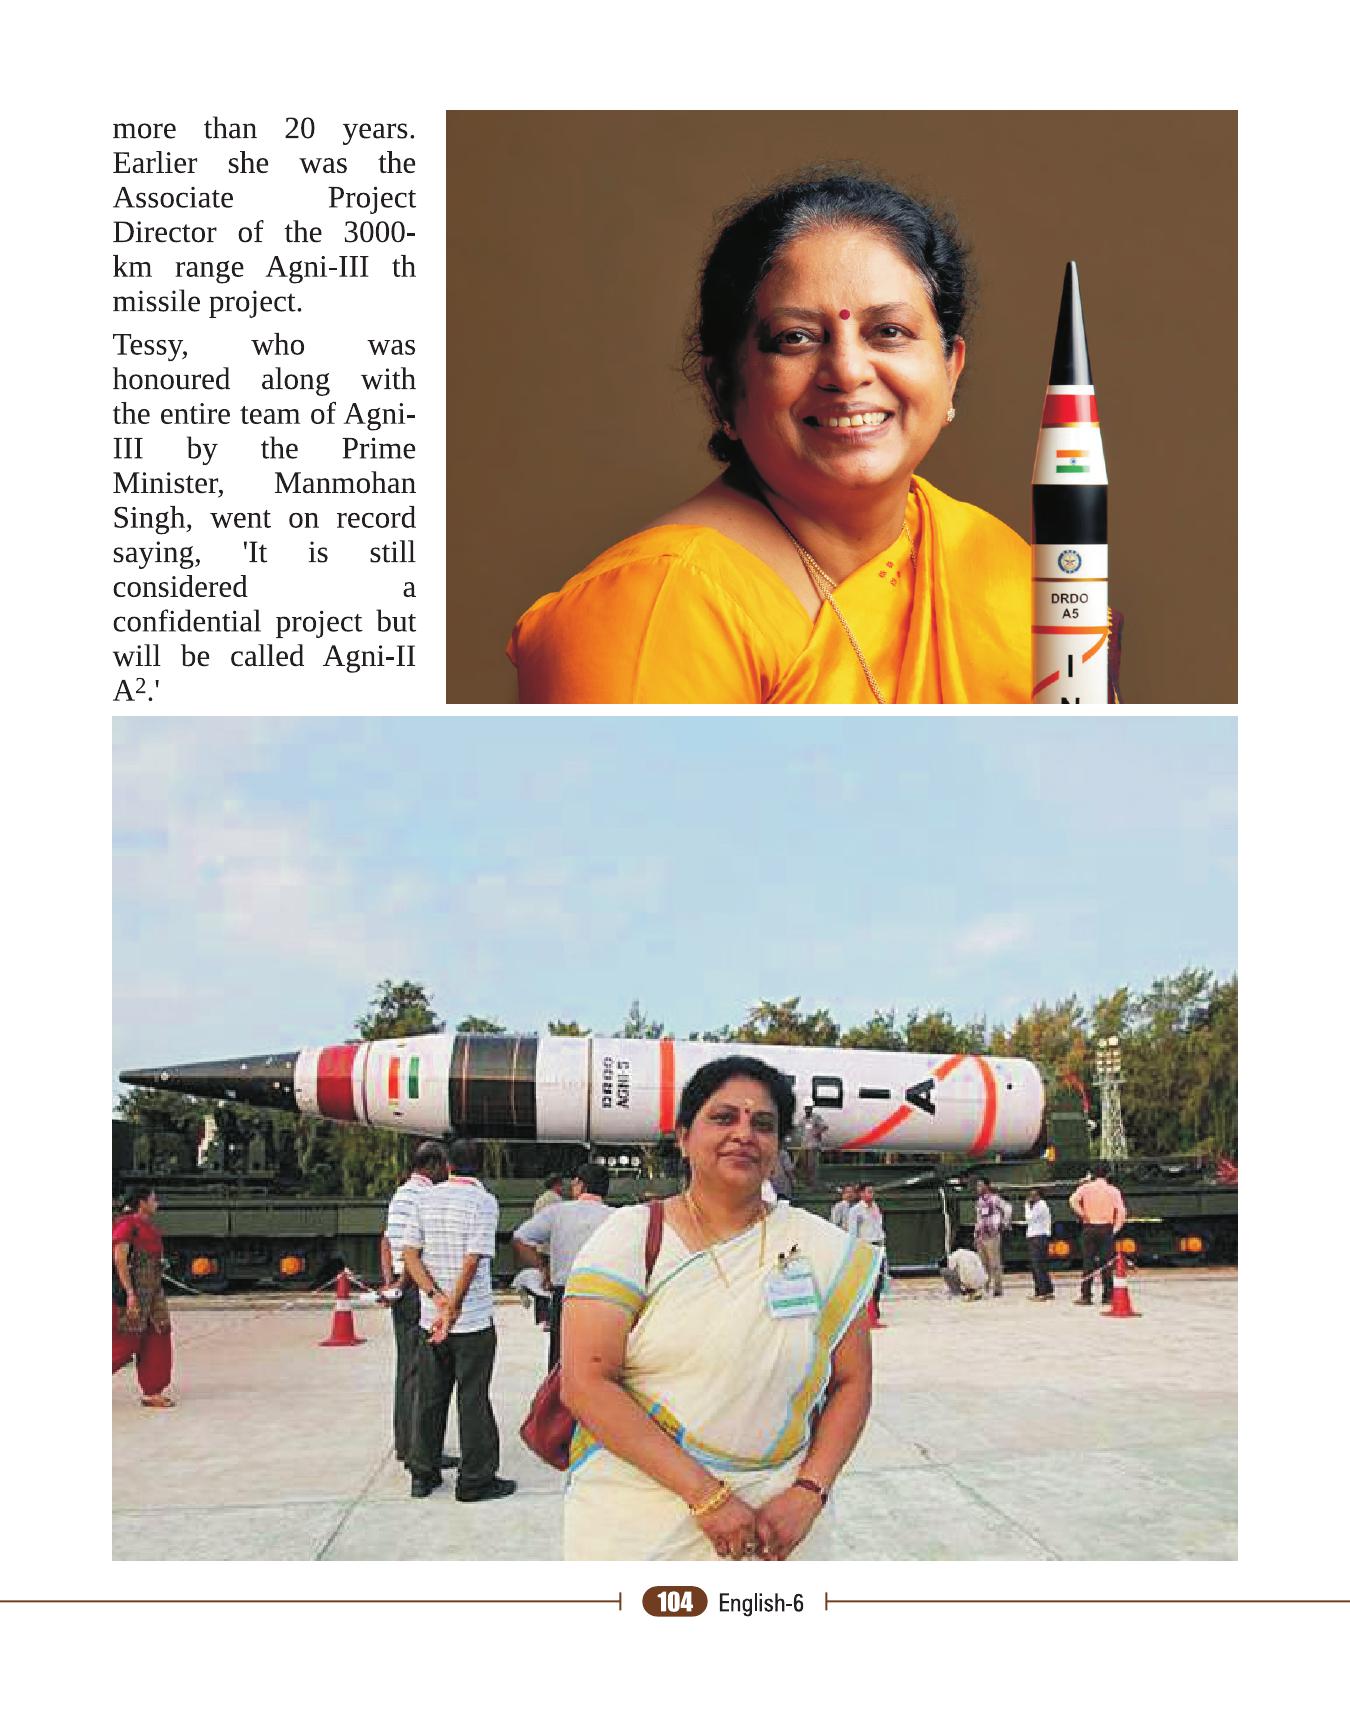 more than 20 years.
Earlier she was the
Associate Project
Director of the 3000-
km range Agni-III th
missile project.
Tessy, who was
honoured along with
the entire team of Agni-
III by the Prime
Minister, Manmohan
Singh, went on record
saying, 'It is still
considered a
confidential project but
will be called Agni-II
A².'
DRDO
A5
I
N
DRDO
AGNI-5
DIA
104 English-6